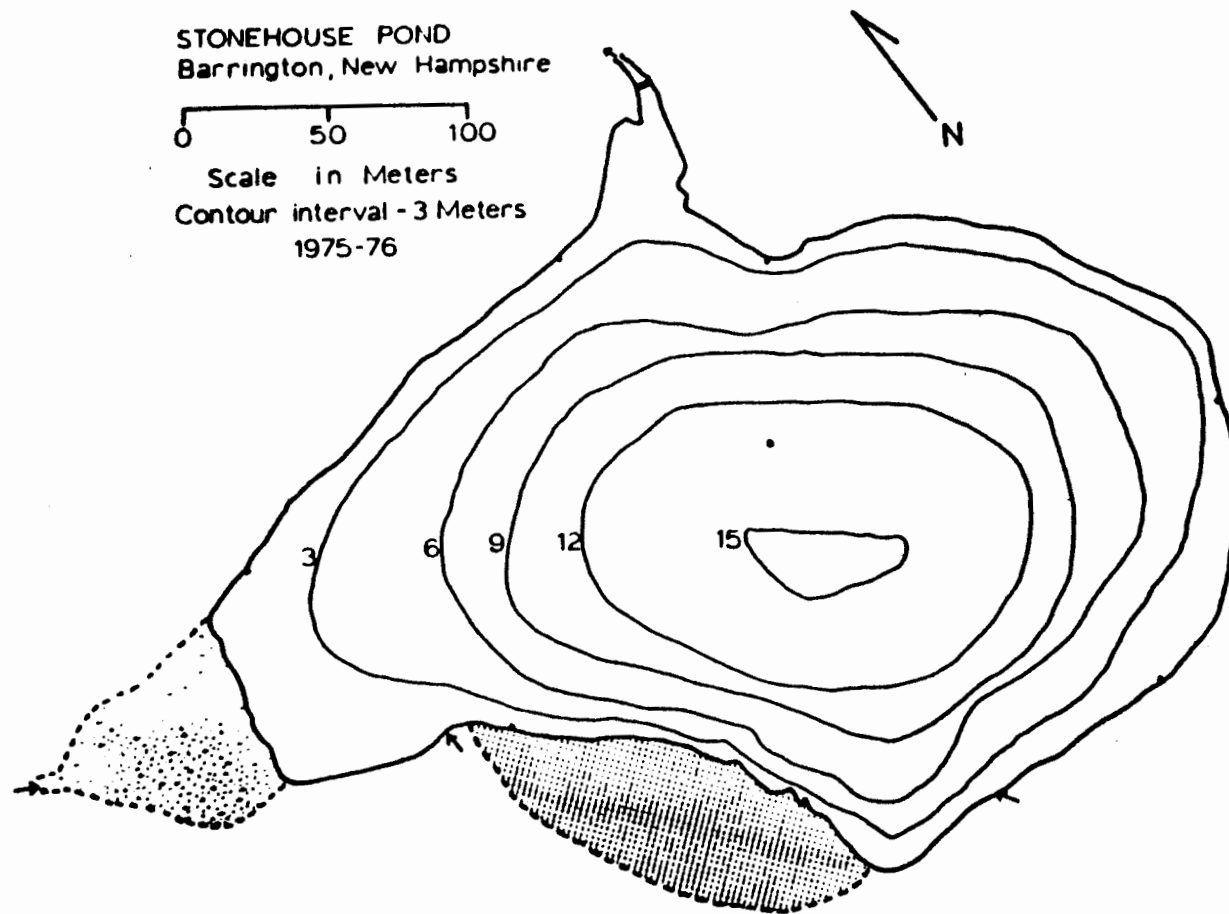 STONEHOUSE POND
Barrington, New Hampshire
0 50 100
Scale in Meters
Contour interval - 3 Meters
1975-76
N
3 6 9 12 15